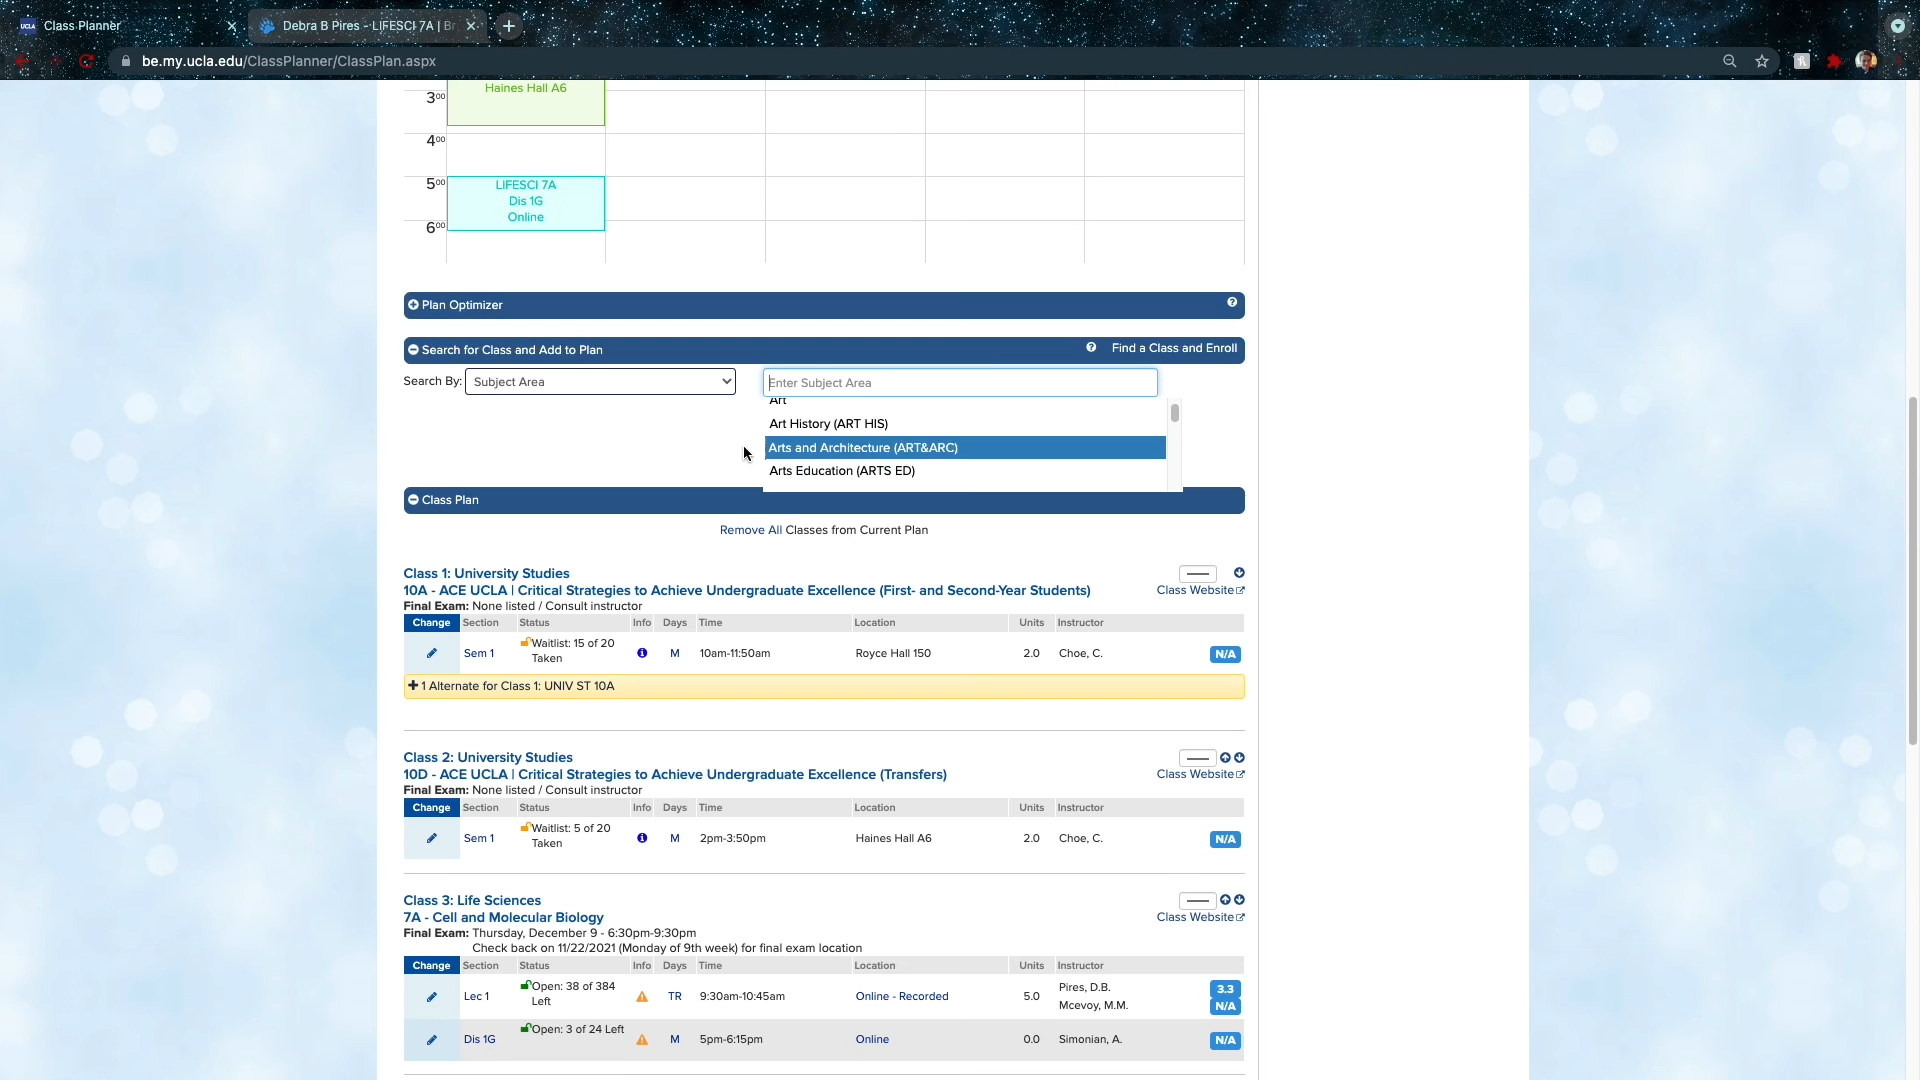 UCLA Class Planner
Debra B Pires - LIFESCI 7A | Br
be.my.ucla.edu/ClassPlanner/ClassPlan.aspx
Haines Hall A6
3⁰⁰
4⁰⁰
5⁰⁰
LIFESCI 7A
Dis 1G
Online
6⁰⁰
Plan Optimizer
Search for Class and Add to Plan
Find a Class and Enroll
Search By: Subject Area
Enter Subject Area
Art
Art History (ART HIS)
Arts and Architecture (ART&ARC)
Arts Education (ARTS ED)
Class Plan
Remove All Classes from Current Plan
Class 1: University Studies
10A - ACE UCLA | Critical Strategies to Achieve Undergraduate Excellence (First- and Second-Year Students) Class Website
Final Exam: None listed / Consult instructor
Change Section Status Info Days Time Location Units Instructor
Sem 1 Waitlist: 15 of 20 Taken M 10am-11:50am Royce Hall 150 2.0 Choe, C. N/A
1 Alternate for Class 1: UNIV ST 10A
Class 2: University Studies
10D - ACE UCLA | Critical Strategies to Achieve Undergraduate Excellence (Transfers) Class Website
Final Exam: None listed / Consult instructor
Change Section Status Info Days Time Location Units Instructor
Sem 1 Waitlist: 5 of 20 Taken M 2pm-3:50pm Haines Hall A6 2.0 Choe, C. N/A
Class 3: Life Sciences
7A - Cell and Molecular Biology Class Website
Final Exam: Thursday, December 9 - 6:30pm-9:30pm
Check back on 11/22/2021 (Monday of 9th week) for final exam location
Change Section Status Info Days Time Location Units Instructor
Lec 1 Open: 38 of 384 Left TR 9:30am-10:45am Online - Recorded 5.0 Pires, D.B. 3.3
Mcevoy, M.M. N/A
Dis 1G Open: 3 of 24 Left M 5pm-6:15pm Online 0.0 Simonian, A. N/A